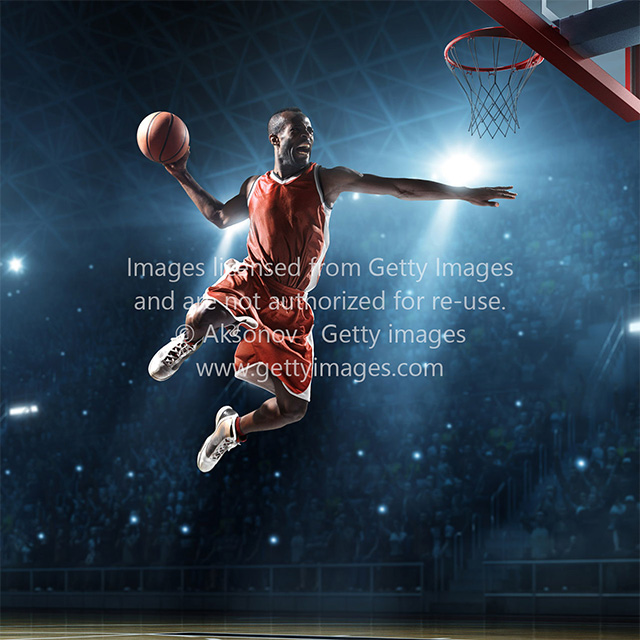 Images licensed from Getty Images
and are not authorized for re-use.
© Aksonov Getty images
www.gettyimages.com